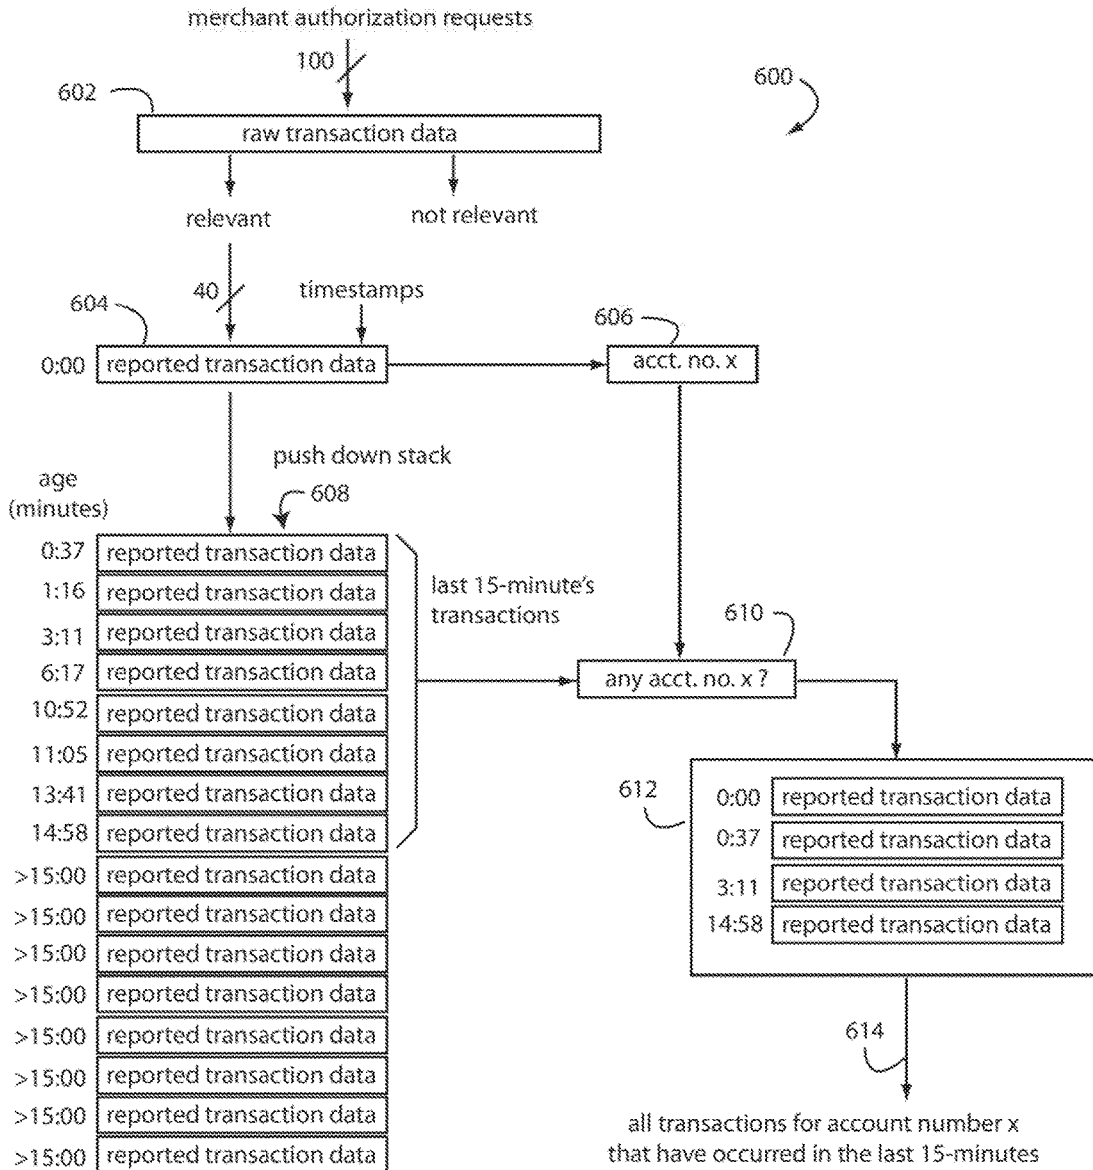 merchant authorization requests
100
602
600
raw transaction data
relevant
not relevant
40
timestamps
604
606
0:00 reported transaction data
acct. no. x
push down stack
608
age
(minutes)
0:37 reported transaction data
1:16 reported transaction data
3:11 reported transaction data
6:17 reported transaction data
10:52 reported transaction data
11:05 reported transaction data
13:41 reported transaction data
14:58 reported transaction data
>15:00 reported transaction data
>15:00 reported transaction data
>15:00 reported transaction data
>15:00 reported transaction data
>15:00 reported transaction data
>15:00 reported transaction data
>15:00 reported transaction data
>15:00 reported transaction data
last 15-minute's
transactions
610
any acct. no. x ?
612
0:00 reported transaction data
0:37 reported transaction data
3:11 reported transaction data
14:58 reported transaction data
614
all transactions for account number x
that have occurred in the last 15-minutes